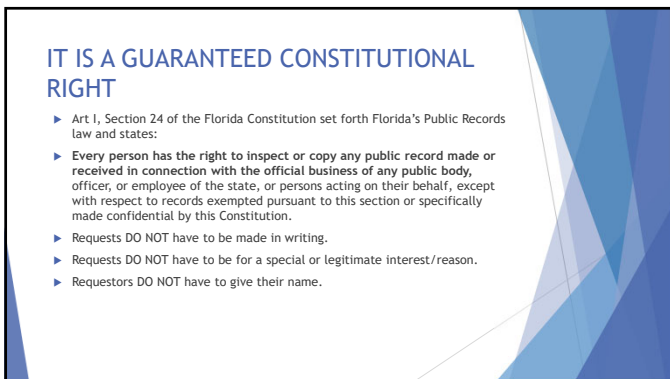 IT IS A GUARANTEED CONSTITUTIONAL
RIGHT
Art I, Section 24 of the Florida Constitution set forth Florida's Public Records
law and states:
Every person has the right to inspect or copy any public record made or
received in connection with the official business of any public body,
officer, or employee of the state, or persons acting on their behalf, except
with respect to records exempted pursuant to this section or specifically
made confidential by this Constitution.
Requests DO NOT have to be made in writing.
Requests DO NOT have to be for a special or legitimate interest/reason.
Requestors DO NOT have to give their name.